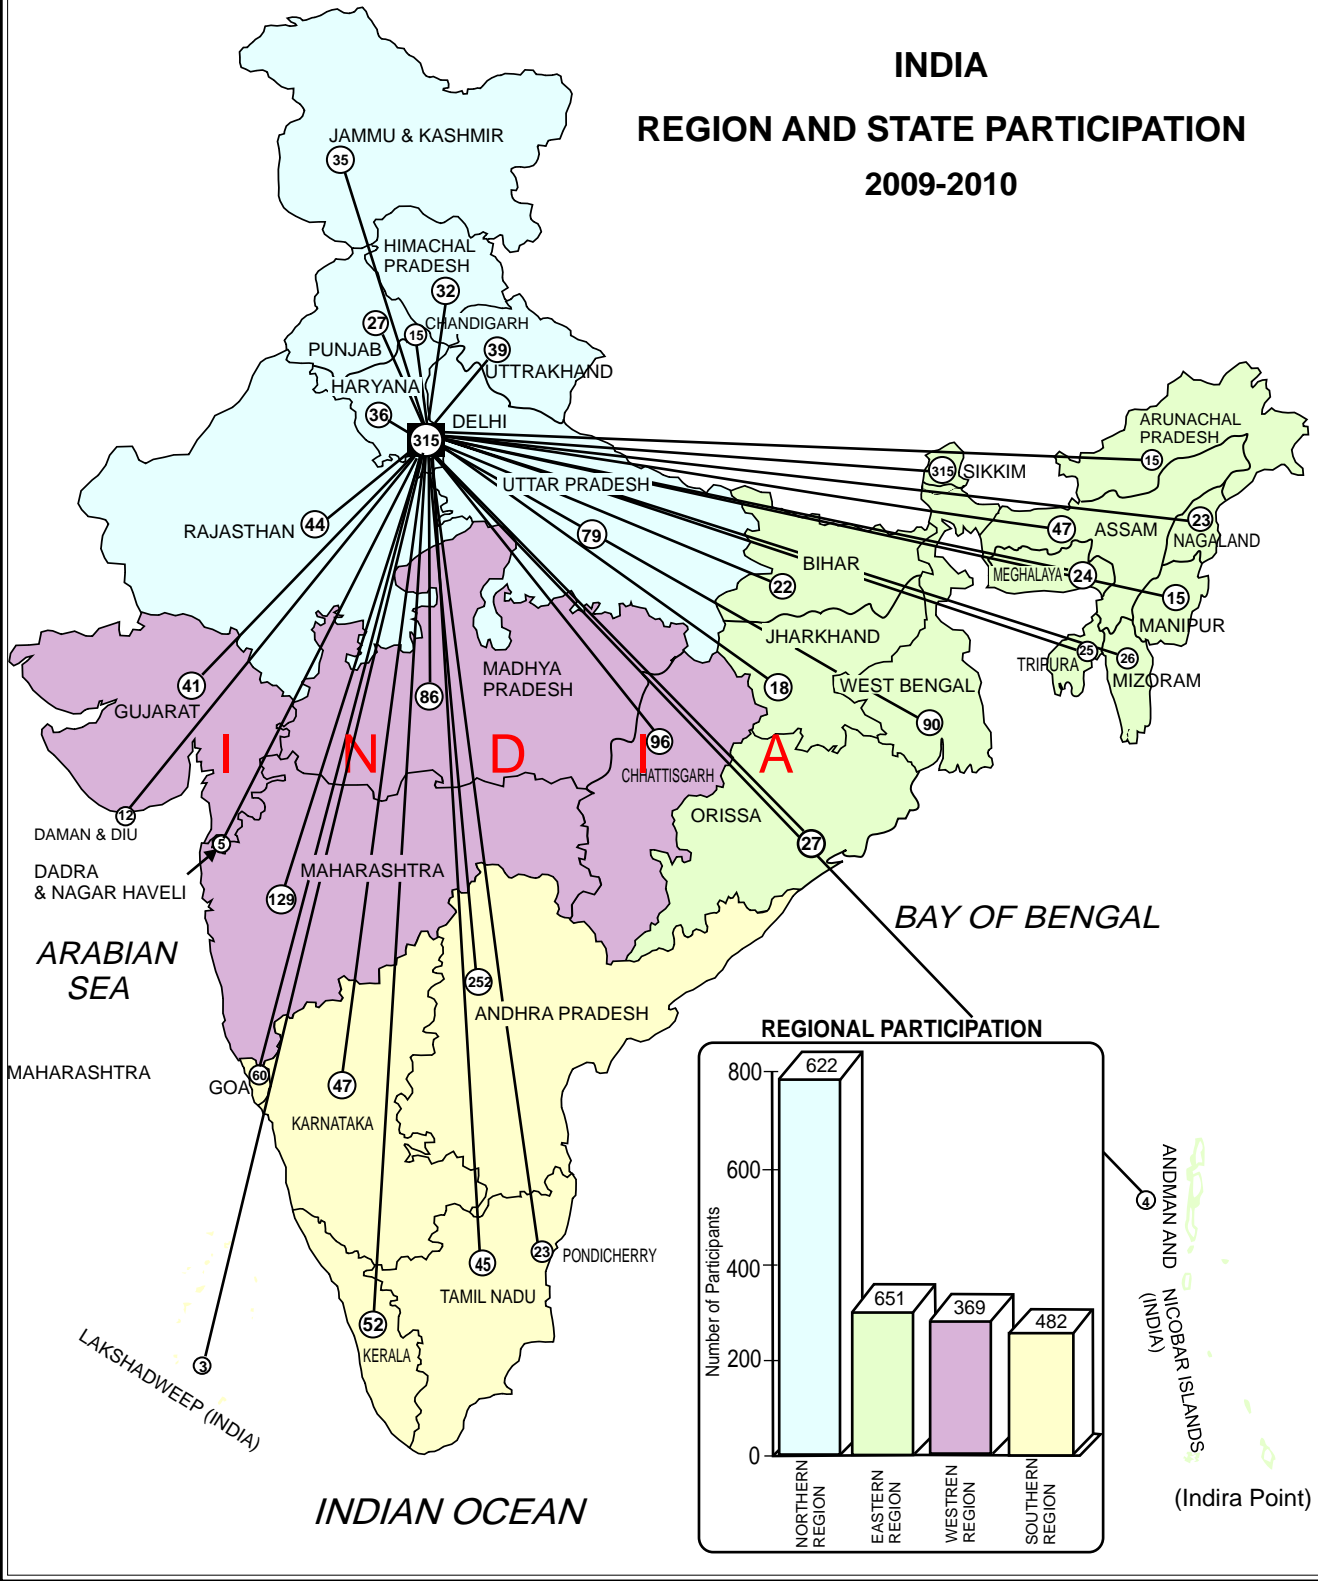 INDIA
REGION AND STATE PARTICIPATION
2009-2010
JAMMU & KASHMIR
35
HIMACHAL
PRADESH
32
27
15
CHANDIGARH
PUNJAB
39
UTTRAKHAND
HARYANA
36
DELHI
315
ARUNACHAL
PRADESH
15
315
SIKKIM
UTTAR PRADESH
RAJASTHAN
44
79
47
ASSAM
23
NAGALAND
BIHAR
22
MEGHALAYA
24
15
MANIPUR
JHARKHAND
TRIPURA
25
26
MIZORAM
MADHYA
PRADESH
86
18
WEST BENGAL
90
41
GUJARAT
I N D I A
96
CHHATTISGARH
12
DAMAN & DIU
5
DADRA
& NAGAR HAVELI
ORISSA
27
MAHARASHTRA
129
ARABIAN
SEA
BAY OF BENGAL
252
ANDHRA PRADESH
MAHARASHTRA
GOA
60
47
KARNATAKA
45
TAMIL NADU
23
PONDICHERRY
52
KERALA
3
LAKSHADWEEP (INDIA)
INDIAN OCEAN
REGIONAL PARTICIPATION
Number of Participants
800
600
400
200
0
622
651
369
482
NORTHERN
REGION
EASTERN
REGION
WESTREN
REGION
SOUTHERN
REGION
4
ANDMAN AND NICOBAR ISLANDS
(INDIA)
(Indira Point)